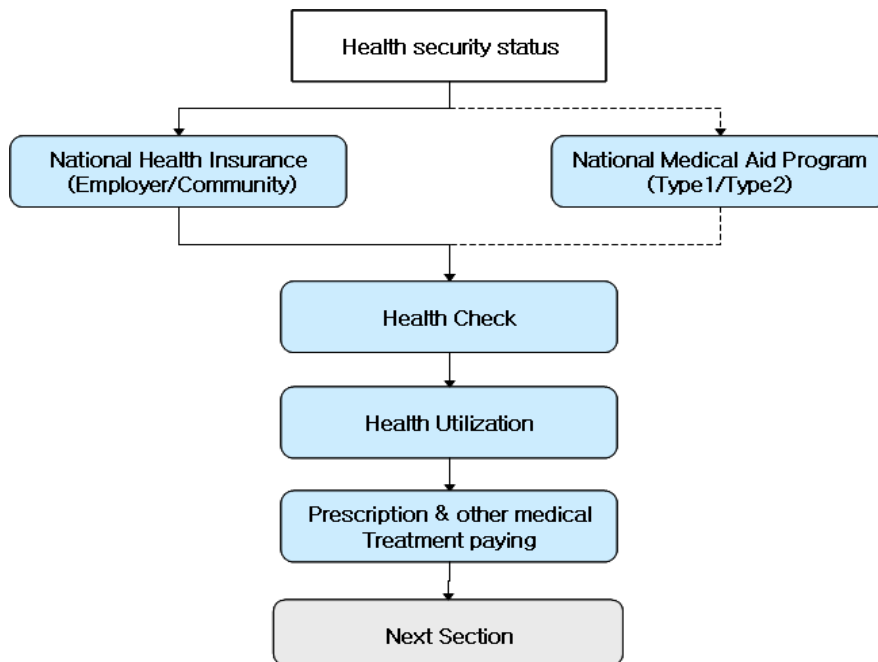 Health security status
National Health Insurance
(Employer/Community)
National Medical Aid Program
(Type1/Type2)
Health Check
Health Utilization
Prescription & other medical
Treatment paying
Next Section